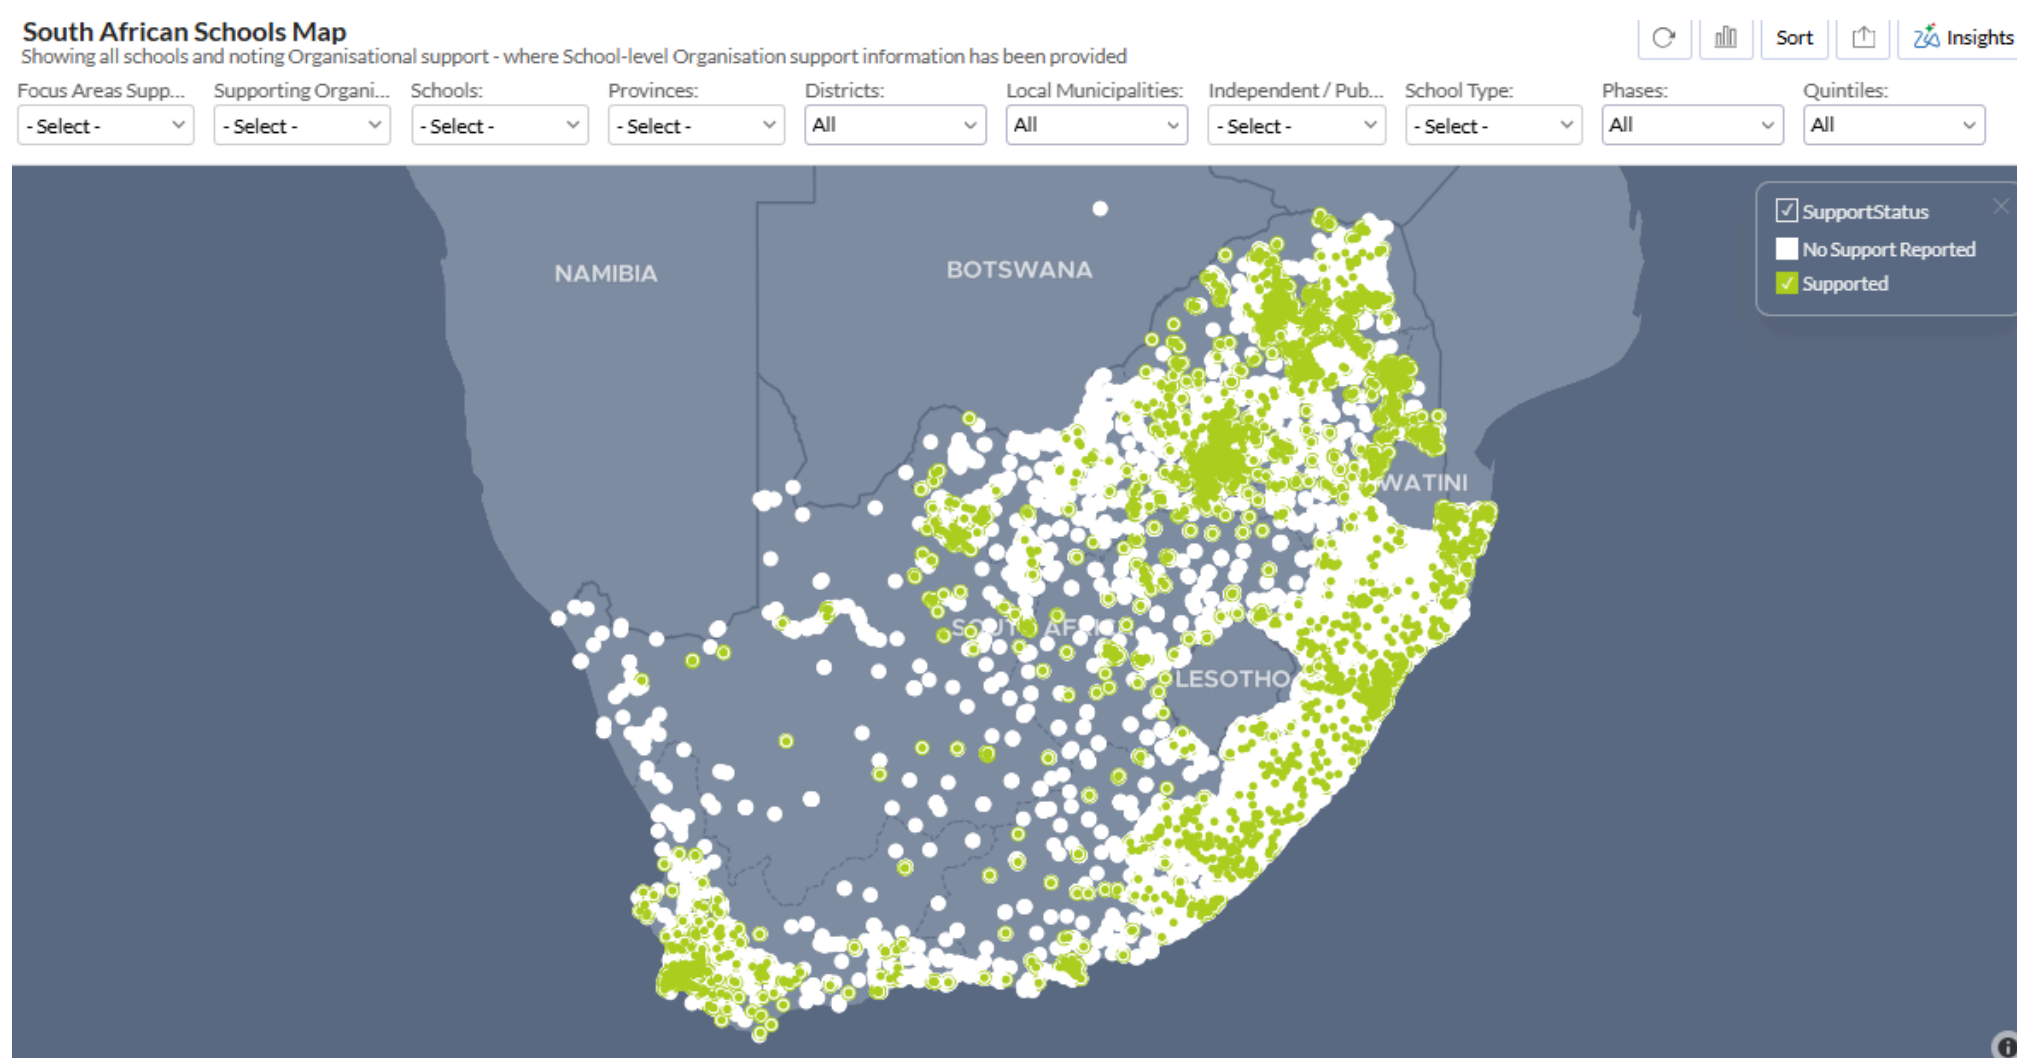 South African Schools Map
Showing all schools and noting Organisational support - where School-level Organisation support information has been provided
Sort
Insights
Focus Areas Supp... Supporting Organi... Schools: Provinces: Districts: Local Municipalities: Independent / Pub... School Type: Phases: Quintiles:
- Select - - Select - - Select - - Select - All All - Select - - Select - All All
SupportStatus
No Support Reported
Supported
NAMIBIA
BOTSWANA
WATINI
SOUTH AFRICA
LESOTHO